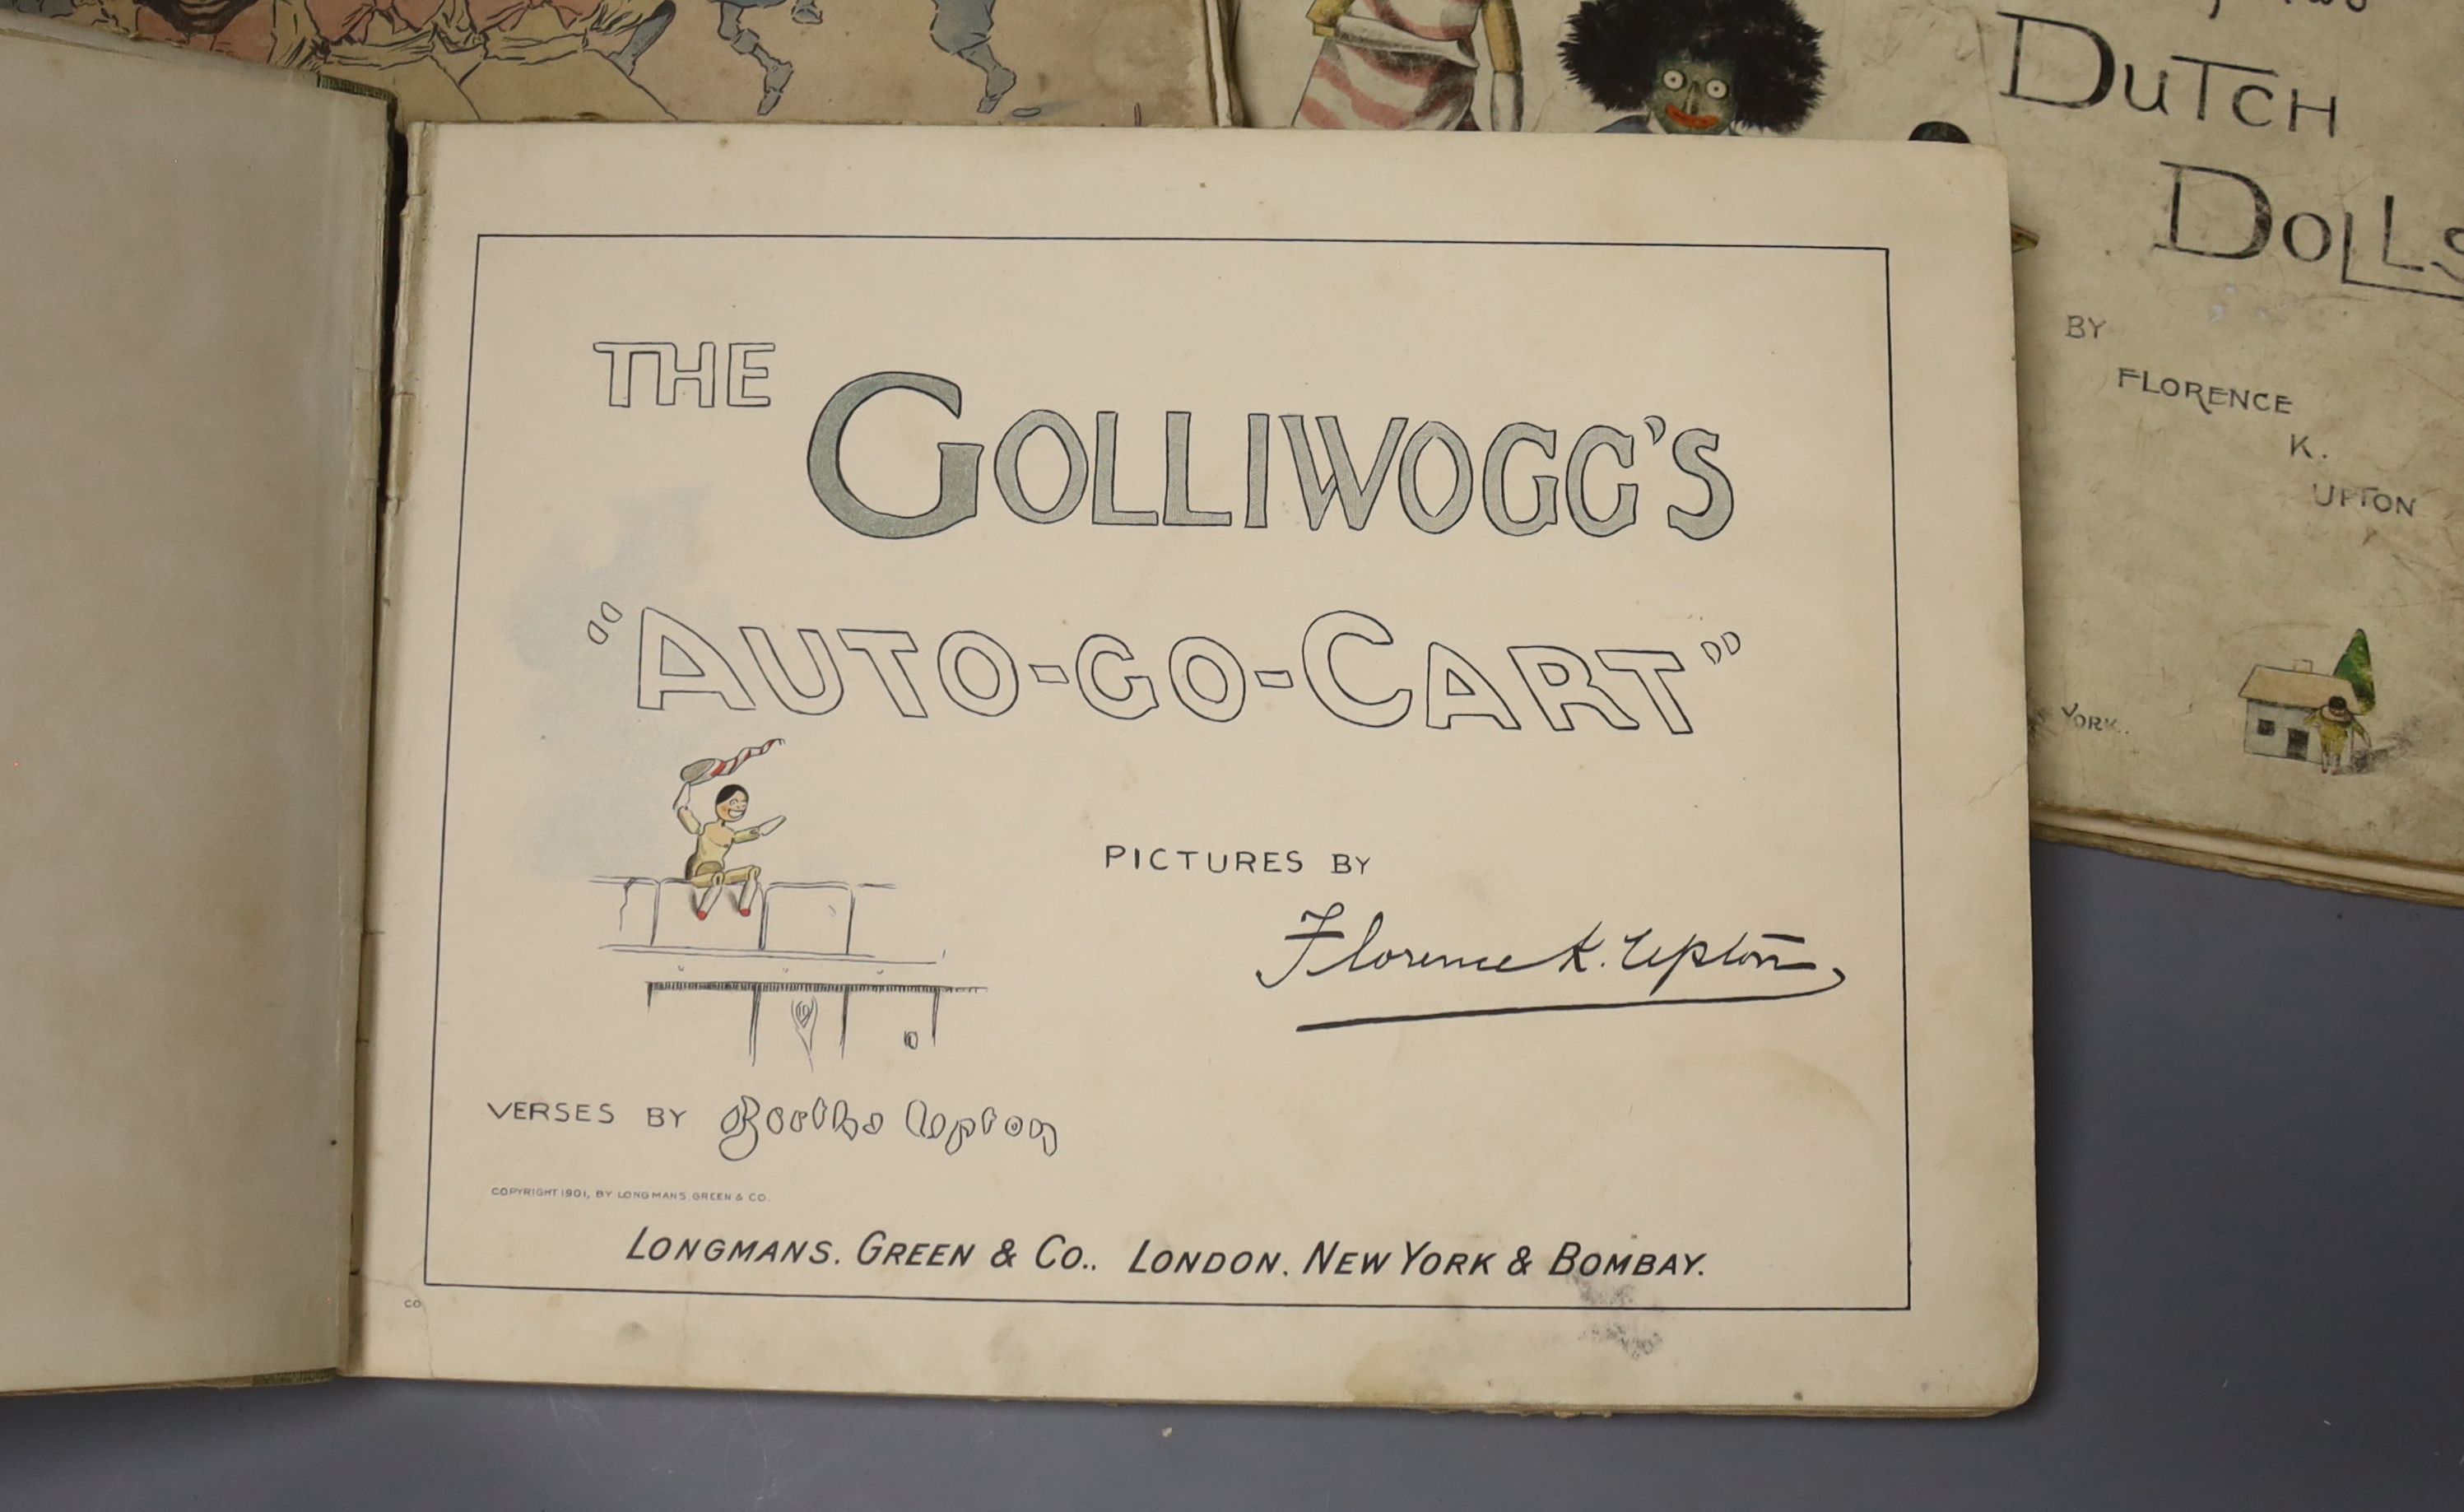 THE
GOLLIWOGG'S
"AUTO-GO-CART"
PICTURES BY
Florence K. Upton
VERSES BY Bertha Upton
COPYRIGHT 1901, BY LONGMANS. GREEN & CO.
LONGMANS. GREEN & CO., LONDON. NEW YORK & BOMBAY.
CO
DUTCH
DOLLS
BY
FLORENCE
K.
UPTON
YORK.